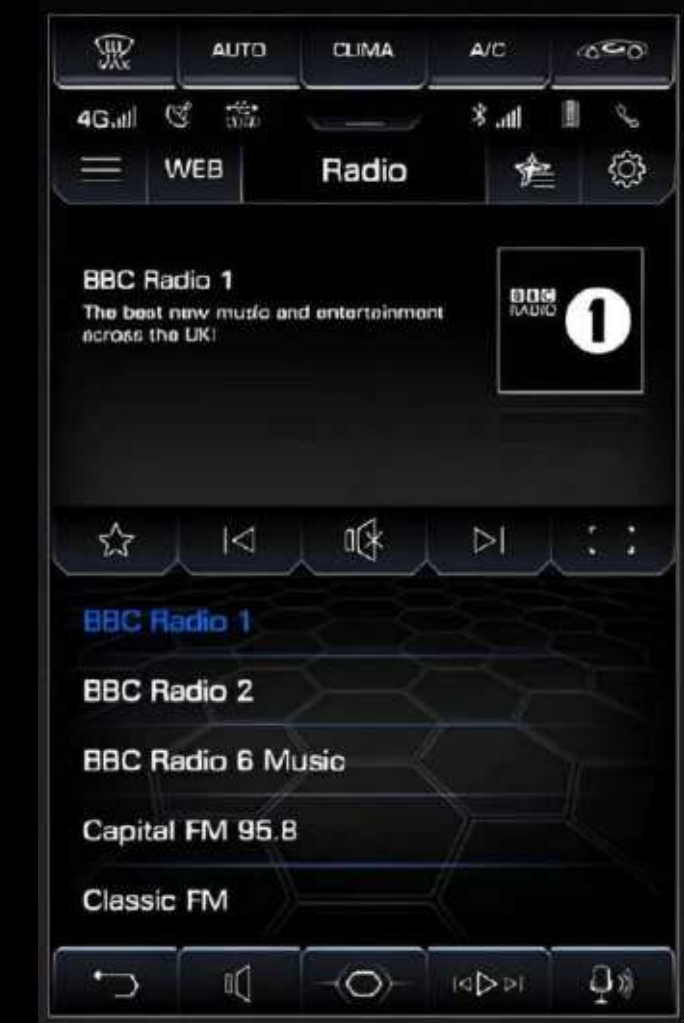 AUTO
CLIMA
A/C
4G
WEB
Radio
BBC Radio 1
The best new music and entertainment
across the UK!
BBC
RADIO
1
BBC Radio 1
BBC Radio 2
BBC Radio 6 Music
Capital FM 95.8
Classic FM